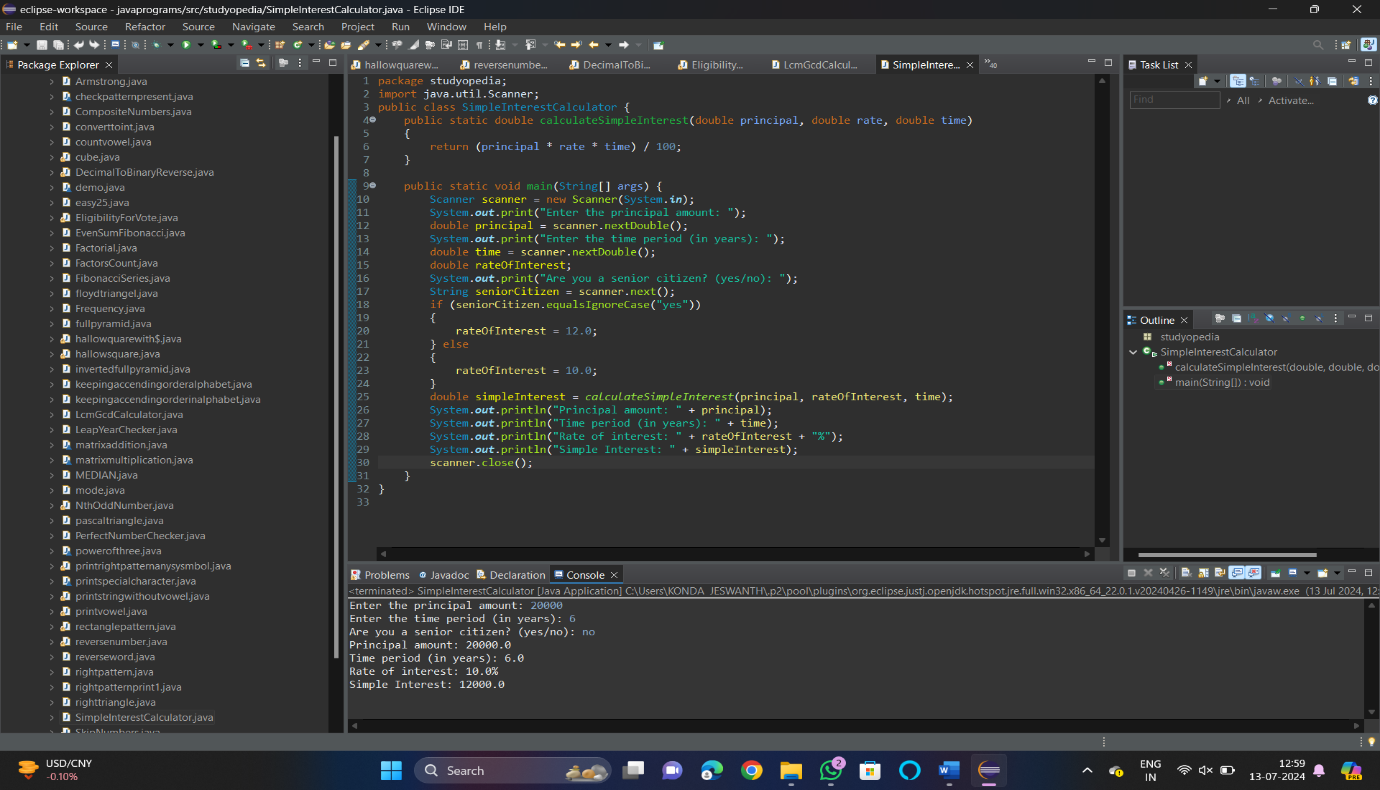 eclipse-workspace - javaprograms/src/studyopedia/SimpleInterestCalculator.java - Eclipse IDE
File Edit Source Refactor Source Navigate Search Project Run Window Help
Package Explorer
Armstrong.java
checkpatternpresent.java
CompositeNumbers.java
converttoint.java
countvowel.java
cube.java
DecimalToBinaryReverse.java
demo.java
easy25.java
EligibilityForVote.java
EvenSumFibonacci.java
Factorial.java
FactorsCount.java
FibonacciSeries.java
floydtriangel.java
Frequency.java
fullpyramid.java
hallowquarewith$.java
hallowsquare.java
invertedfullpyramid.java
keepingaccendingorderalphabet.java
keepingaccendingorderinalphabet.java
LcmGcdCalculator.java
LeapYearChecker.java
matrixaddition.java
matrixmultiplication.java
MEDIAN.java
mode.java
NthOddNumber.java
pascaltriangle.java
PerfectNumberChecker.java
powerofthree.java
printrightpatternanysysmbol.java
printspecialcharacter.java
printstringwithoutvowel.java
printvowel.java
rectanglepattern.java
reversenumber.java
reverseword.java
rightpattern.java
rightpatternprint1.java
righttriangle.java
SimpleInterestCalculator.java
SkipNumbers.java
hallowquarew... reversenumbe... DecimalToBi... Eligibility... LcmGcdCalcul... SimpleIntere... »40
1 package studyopedia;
2 import java.util.Scanner;
3 public class SimpleInterestCalculator {
4 public static double calculateSimpleInterest(double principal, double rate, double time)
5 {
6 return (principal * rate * time) / 100;
7 }
8
9 public static void main(String[] args) {
10 Scanner scanner = new Scanner(System.in);
11 System.out.print("Enter the principal amount: ");
12 double principal = scanner.nextDouble();
13 System.out.print("Enter the time period (in years): ");
14 double time = scanner.nextDouble();
15 double rateOfInterest;
16 System.out.print("Are you a senior citizen? (yes/no): ");
17 String seniorCitizen = scanner.next();
18 if (seniorCitizen.equalsIgnoreCase("yes"))
19 {
20 rateOfInterest = 12.0;
21 } else
22 {
23 rateOfInterest = 10.0;
24 }
25 double simpleInterest = calculateSimpleInterest(principal, rateOfInterest, time);
26 System.out.println("Principal amount: " + principal);
27 System.out.println("Time period (in years): " + time);
28 System.out.println("Rate of interest: " + rateOfInterest + "%");
29 System.out.println("Simple Interest: " + simpleInterest);
30 scanner.close();
31 }
32 }
33
Task List
Find All Activate...
Outline
studyopedia
SimpleInterestCalculator
calculateSimpleInterest(double, double, do
main(String[]) : void
Problems Javadoc Declaration Console
<terminated> SimpleInterestCalculator [Java Application] C:\Users\KONDA JESWANTH\.p2\pool\plugins\org.eclipse.justj.openjdk.hotspot.jre.full.win32.x86_64_22.0.1.v20240426-1149\jre\bin\javaw.exe (13 Jul 2024, 12:
Enter the principal amount: 20000
Enter the time period (in years): 6
Are you a senior citizen? (yes/no): no
Principal amount: 20000.0
Time period (in years): 6.0
Rate of interest: 10.0%
Simple Interest: 12000.0
USD/CNY
-0.10%
Search
2
ENG
IN
12:59
13-07-2024
PRE